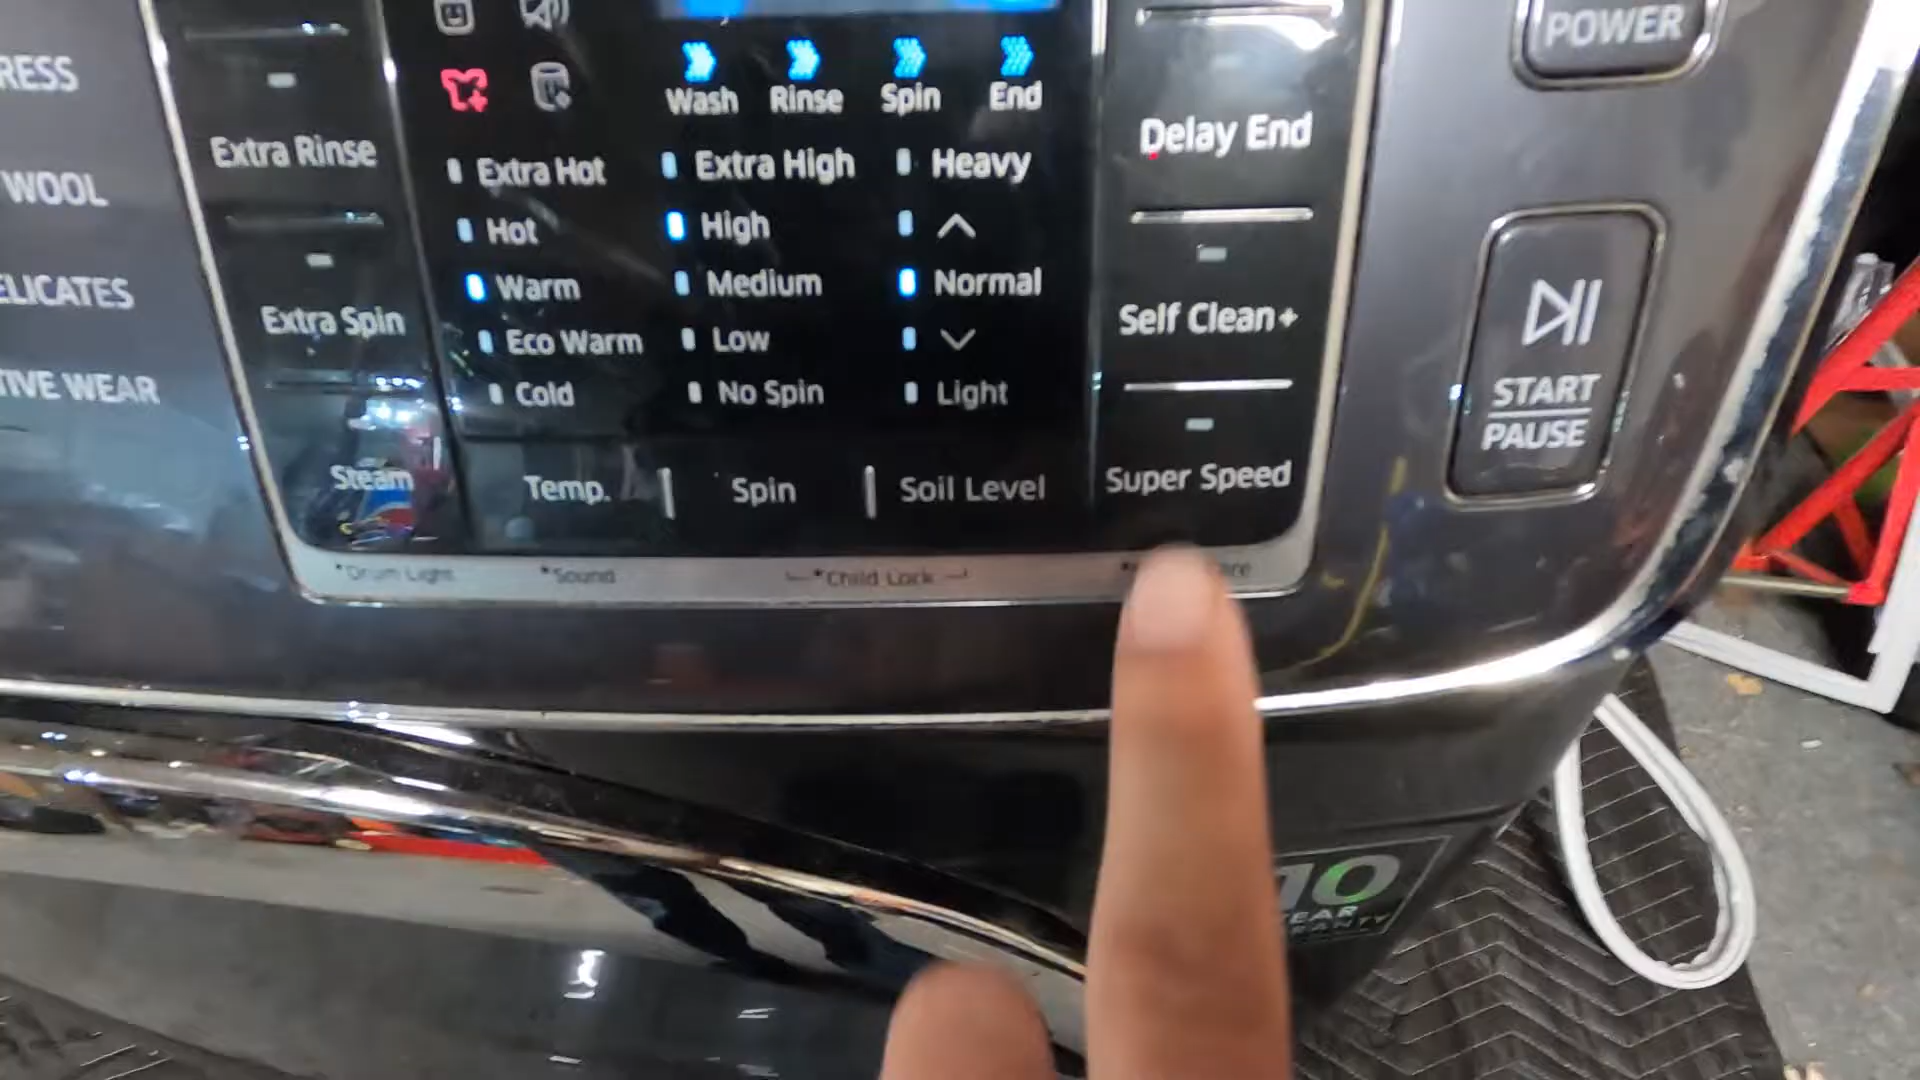 RESS
WOOL
ELICATES
TIVE WEAR
Extra Rinse
Extra Spin
Steam
Wash Rinse Spin End
Extra Hot
Hot
Warm
Eco Warm
Cold
Temp.
Extra High
High
Medium
Low
No Spin
Spin
Heavy
Normal
Light
Soil Level
Delay End
Self Clean+
Super Speed
POWER
START
PAUSE
*Drum Light
*Sound
*Child Lock
10